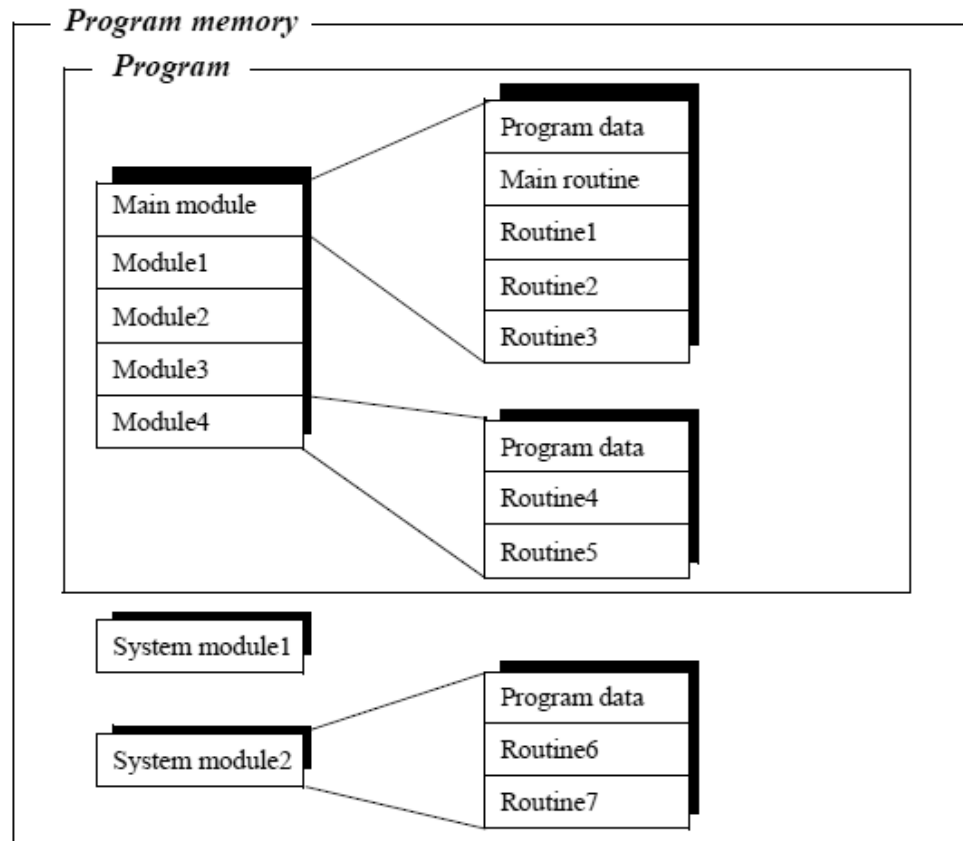 Program memory
Program
Main module
Module1
Module2
Module3
Module4
Program data
Main routine
Routine1
Routine2
Routine3
Program data
Routine4
Routine5
System module1
System module2
Program data
Routine6
Routine7